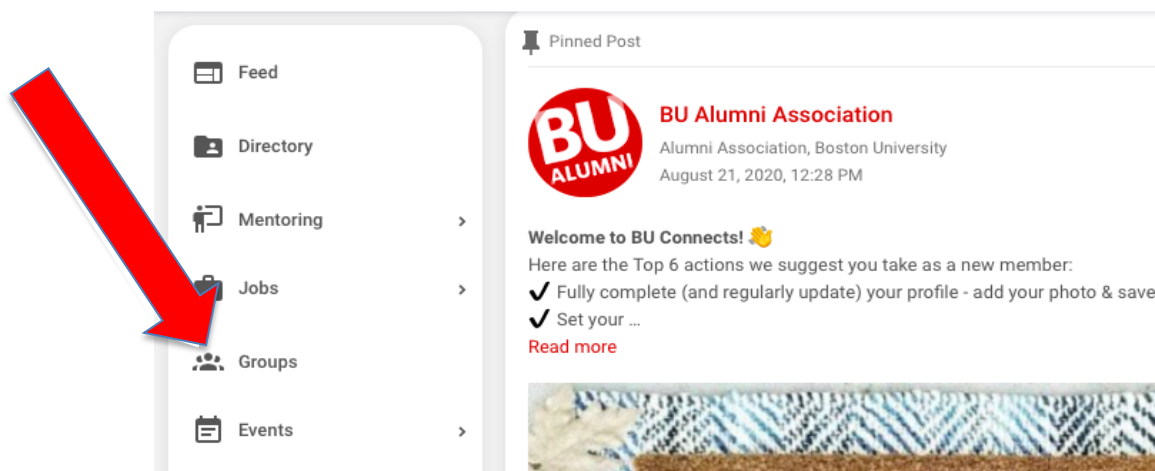 Feed
Directory
Mentoring
Jobs
Groups
Events
Pinned Post
BU
ALUMNI
BU Alumni Association
Alumni Association, Boston University
August 21, 2020, 12:28 PM
Welcome to BU Connects! 👏
Here are the Top 6 actions we suggest you take as a new member:
✔ Fully complete (and regularly update) your profile - add your photo & save
✔ Set your ...
Read more